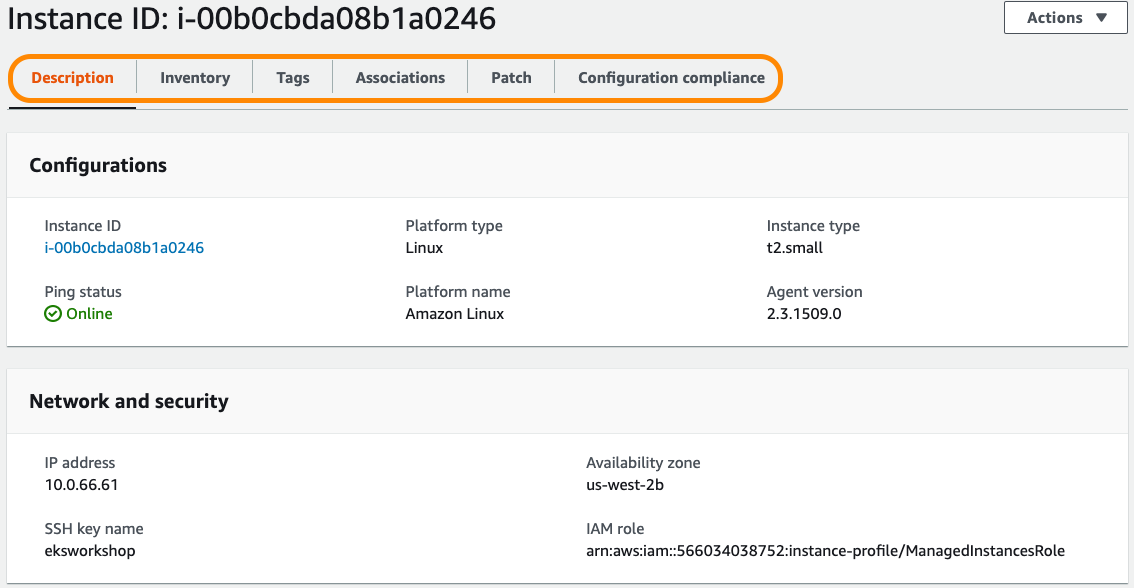 Instance ID: i-00b0cbda08b1a0246
Actions
Description Inventory Tags Associations Patch Configuration compliance
Configurations
Instance ID Platform type Instance type
i-00b0cbda08b1a0246 Linux t2.small
Ping status Platform name Agent version
Online Amazon Linux 2.3.1509.0
Network and security
IP address Availability zone
10.0.66.61 us-west-2b
SSH key name IAM role
eksworkshop arn:aws:iam::566034038752:instance-profile/ManagedInstancesRole